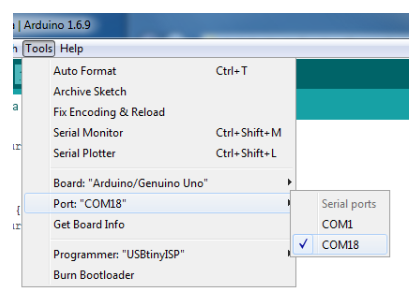 Arduino 1.6.9
Tools Help
Auto Format Ctrl+T
Archive Sketch
Fix Encoding & Reload
Serial Monitor Ctrl+Shift+M
Serial Plotter Ctrl+Shift+L
Board: "Arduino/Genuino Uno"
Port: "COM18"
Serial ports
Get Board Info
COM1
COM18
Programmer: "USBtinyISP"
Burn Bootloader